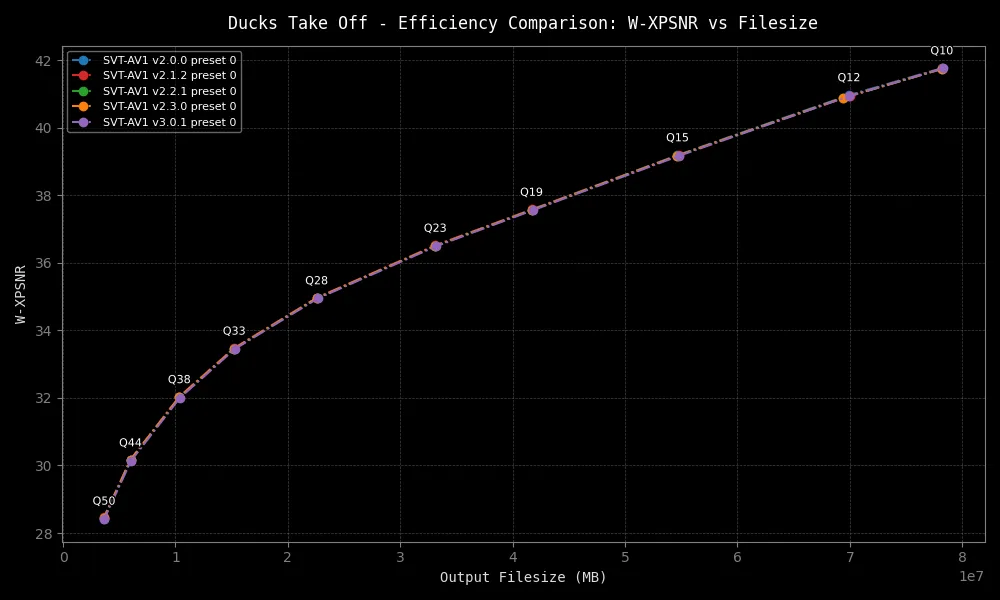 Ducks Take Off - Efficiency Comparison: W-XPSNR vs Filesize
SVT-AV1 v2.0.0 preset 0
SVT-AV1 v2.1.2 preset 0
SVT-AV1 v2.2.1 preset 0
SVT-AV1 v2.3.0 preset 0
SVT-AV1 v3.0.1 preset 0
Q10
Q12
Q15
Q19
Q23
Q28
Q33
Q38
Q44
Q50
W-XPSNR
42
40
38
36
34
32
30
28
0 1 2 3 4 5 6 7 8
1e7
Output Filesize (MB)